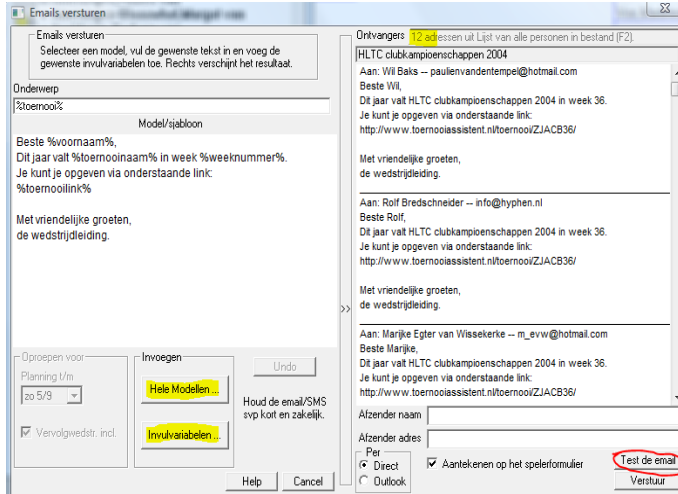 Emails versturen
Emails versturen
Selecteer een model, vul de gewenste tekst in en voeg de
gewenste invulvariabelen toe. Rechts verschijnt het resultaat.
Onderwerp
%toernooi%
Model/sjabloon
Beste %voornaam%,
Dit jaar valt %toernooinaam% in week %weeknummer%.
Je kunt je opgeven via onderstaande link:
%toernooilink%
Met vriendelijke groeten,
de wedstrijdleiding.
Oproepen voor
Planning t/m
zo 5/9
Vervolgwedstr. incl.
Invoegen
Hele Modellen ...
Invulvariabelen ...
Undo
Houd de email/SMS
svp kort en zakelijk.
Help
Cancel
>>
Ontvangers 12 adressen uit Lijst van alle personen in bestand (F2).
HLTC clubkampioenschappen 2004
Aan: Wil Baks -- paulienvandentempel@hotmail.com
Beste Wil,
Dit jaar valt HLTC clubkampioenschappen 2004 in week 36.
Je kunt je opgeven via onderstaande link:
http://www.toernooiassistent.nl/toernooi/ZJACB36/
Met vriendelijke groeten,
de wedstrijdleiding.
Aan: Rolf Bredschneider -- info@hyphen.nl
Beste Rolf,
Dit jaar valt HLTC clubkampioenschappen 2004 in week 36.
Je kunt je opgeven via onderstaande link:
http://www.toernooiassistent.nl/toernooi/ZJACB36/
Met vriendelijke groeten,
de wedstrijdleiding.
Aan: Marijke Egter van Wissekerke -- m_evw@hotmail.com
Beste Marijke,
Dit jaar valt HLTC clubkampioenschappen 2004 in week 36.
Je kunt je opgeven via onderstaande link:
http://www.toernooiassistent.nl/toernooi/ZJACB36/
Afzender naam
Afzender adres
Per
Direct
Outlook
Aantekenen op het spelerformulier
Test de email
Verstuur